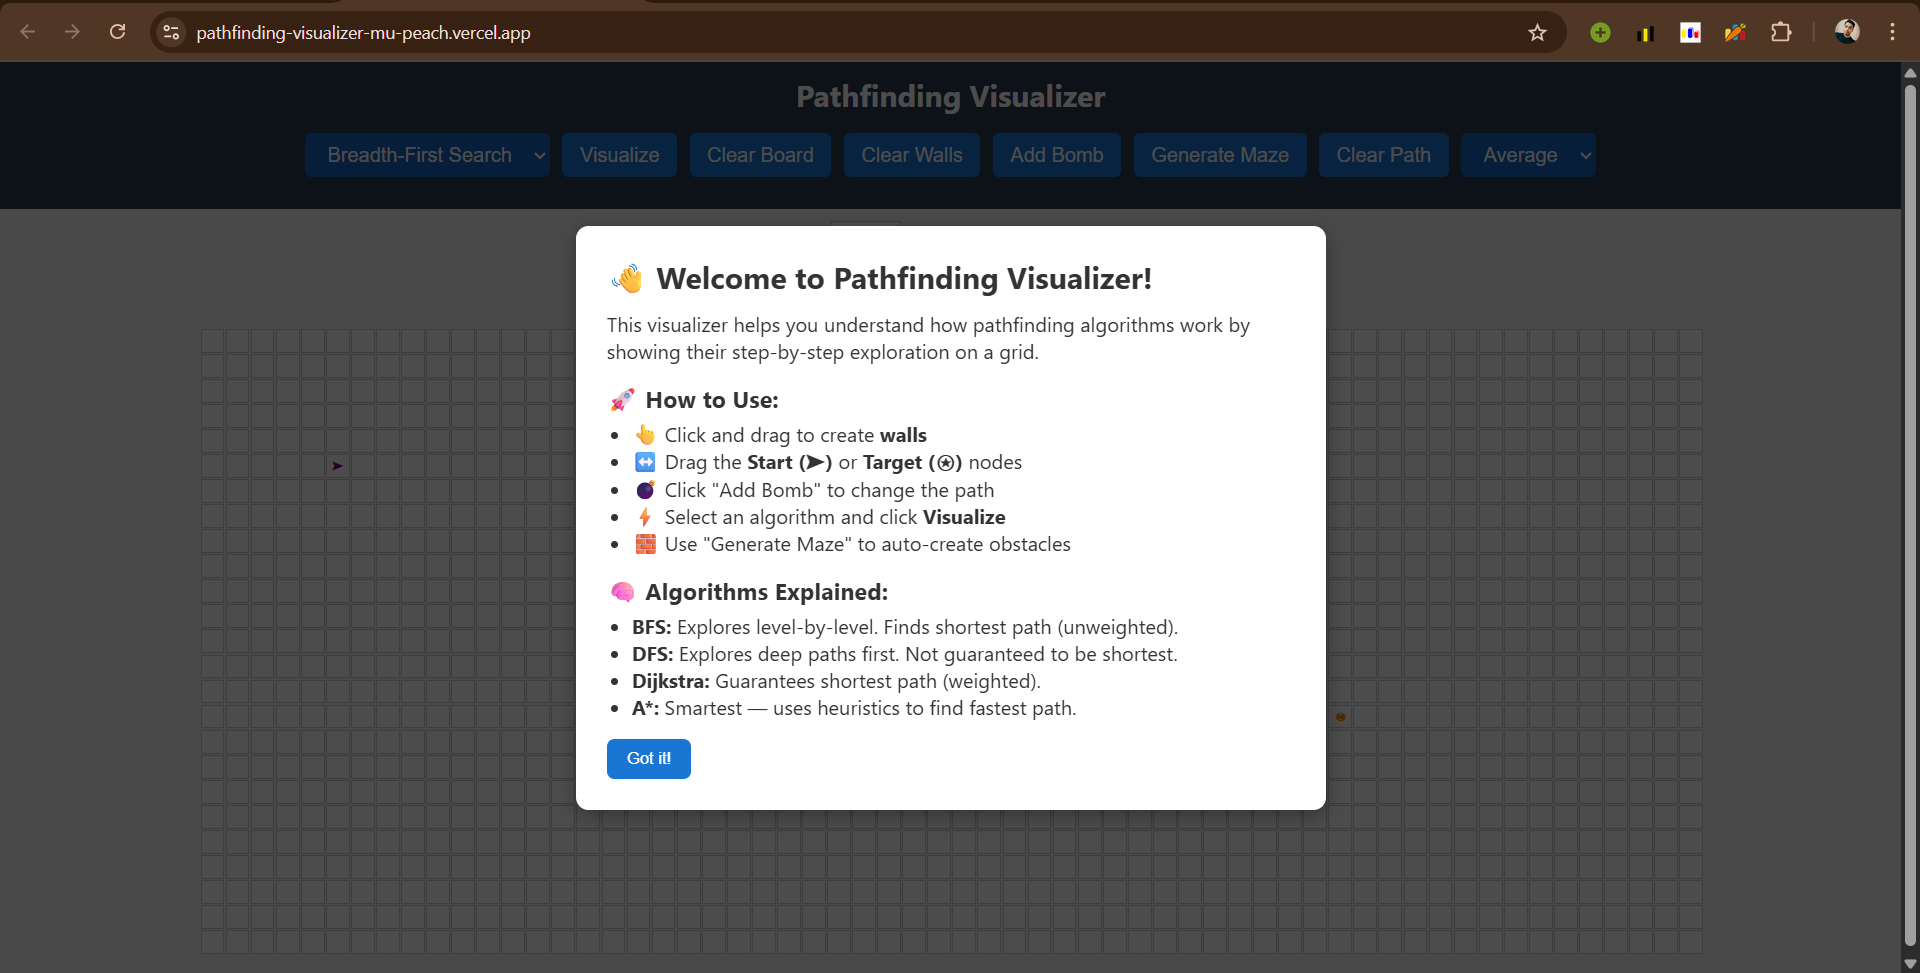 pathfinding-visualizer-mu-peach.vercel.app
Pathfinding Visualizer
Breadth-First Search Visualize Clear Board Clear Walls Add Bomb Generate Maze Clear Path Average
👋 Welcome to Pathfinding Visualizer!
This visualizer helps you understand how pathfinding algorithms work by
showing their step-by-step exploration on a grid.
🚀 How to Use:
• 👆 Click and drag to create walls
• ↔️ Drag the Start (➤) or Target (⍟) nodes
• 💣 Click "Add Bomb" to change the path
• ⚡ Select an algorithm and click Visualize
• 🧱 Use "Generate Maze" to auto-create obstacles
🧠 Algorithms Explained:
• BFS: Explores level-by-level. Finds shortest path (unweighted).
• DFS: Explores deep paths first. Not guaranteed to be shortest.
• Dijkstra: Guarantees shortest path (weighted).
• A*: Smartest — uses heuristics to find fastest path.
Got it!